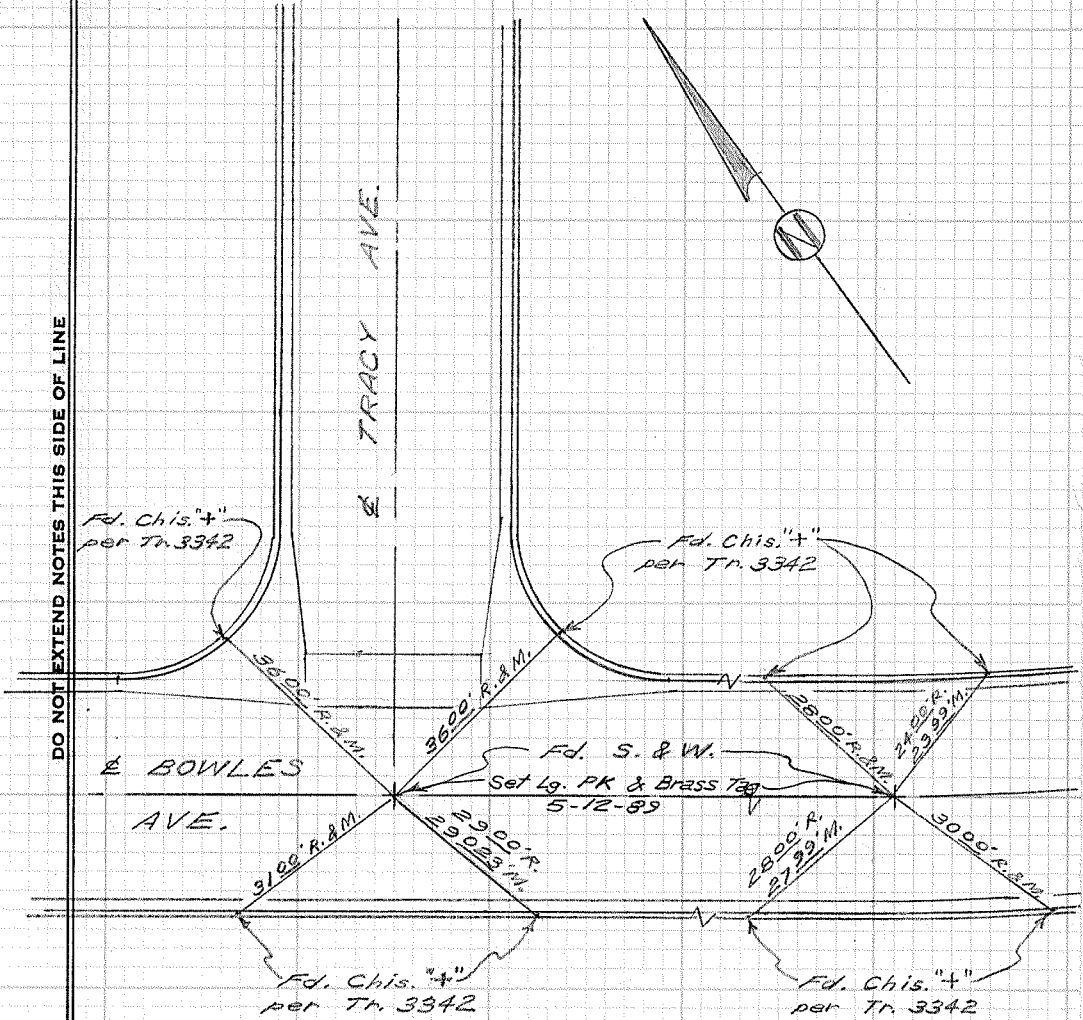 DO NOT EXTEND NOTES THIS SIDE OF LINE
℄ TRACY AVE.
N
Fd. Chis. "+"
per Tr. 3342
Fd. Chis. "+"
per Tr. 3342
36.00' R. & M.
36.00' R. & M.
28.00' R. & M.
24.00' R.
23.99' M.
℄ BOWLES
AVE.
Fd. S. & W.
Set Lg. PK & Brass Tag
5-12-89
31.00' R. & M.
29.00' R.
29.023' M.
28.00' R.
27.99' M.
30.00' R. & M.
Fd. Chis. "+"
per Tr. 3342
Fd. Chis. "+"
per Tr. 3342